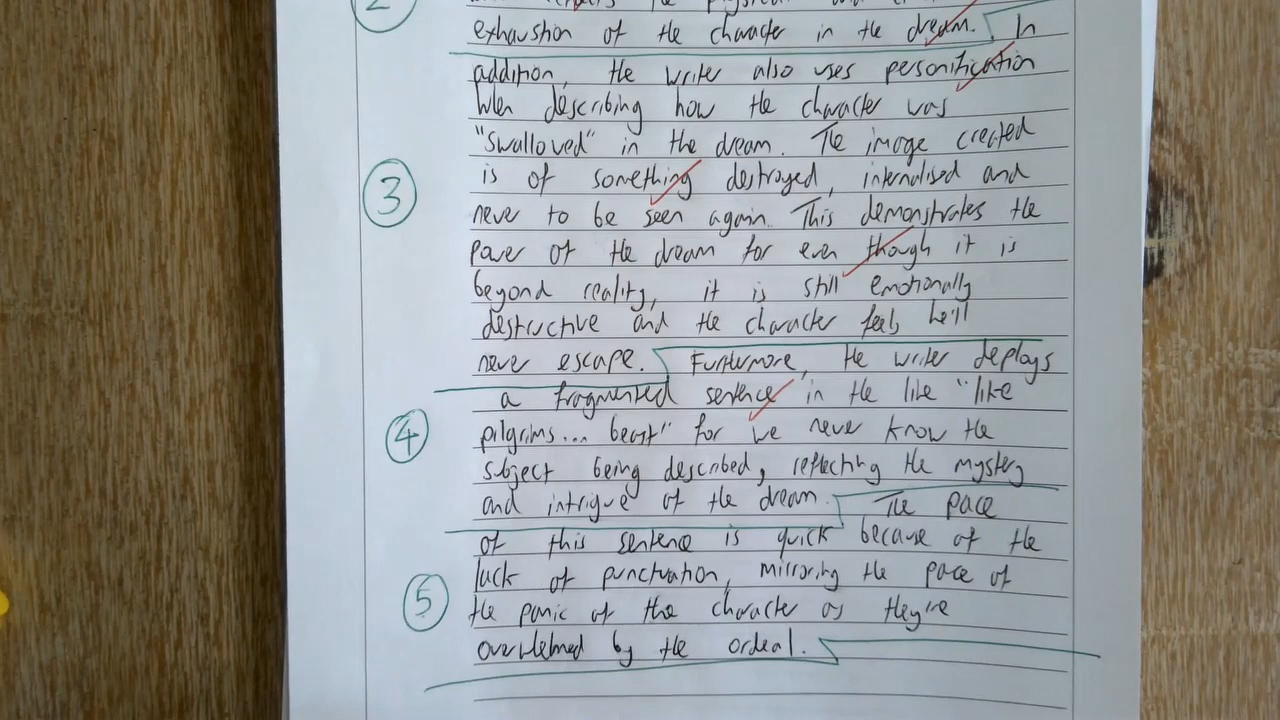 2
the physical and
exhaustion of the character in the dream. In
addition, the writer also uses personification
when describing how the character was
"swallowed" in the dream. The image created
is of something destroyed, internalised and
3
never to be seen again. This demonstrates the
power of the dream for even though it is
beyond reality, it is still emotionally
destructive and the character feels he'll
never escape. Furthermore, the writer deploys
a fragmented sentence in the like "like
4
pilgrims... beast" for we never know the
subject being described, reflecting the mystery
and intrigue of the dream. The pace
of this sentence is quick because of the
lack of punctuation, mirroring the pace of
5
the panic of the character as they're
overwhelmed by the ordeal.